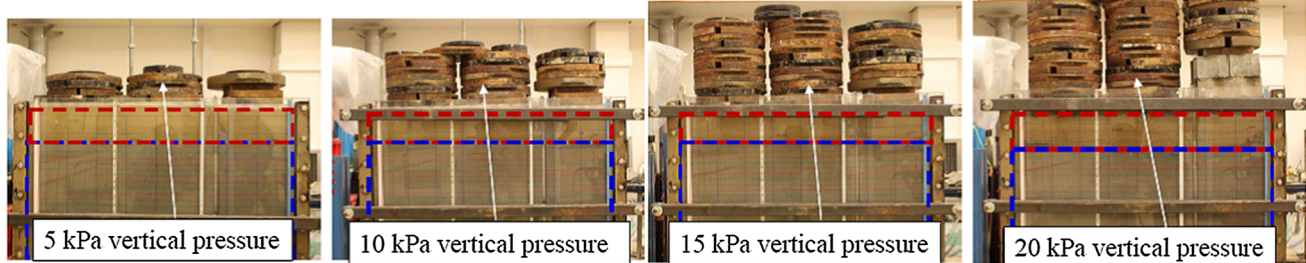 5 kPa vertical pressure
10 kPa vertical pressure
15 kPa vertical pressure
20 kPa vertical pressure